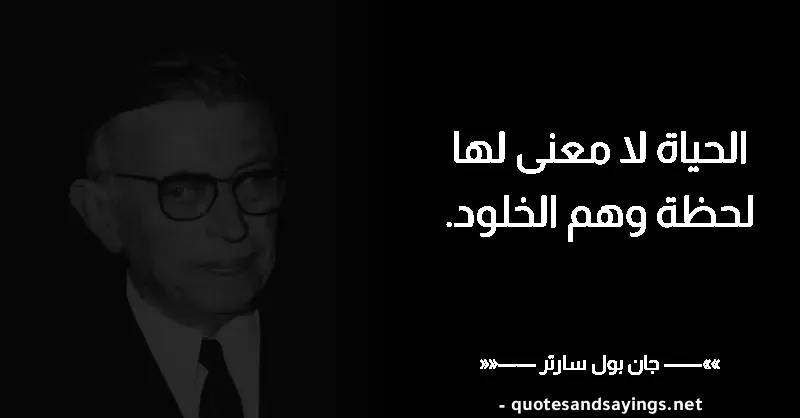 الحياة لا معنى لها
لحظة وهم الخلود.
»—— جان بول سارتر ——««
- quotesandsayings.net